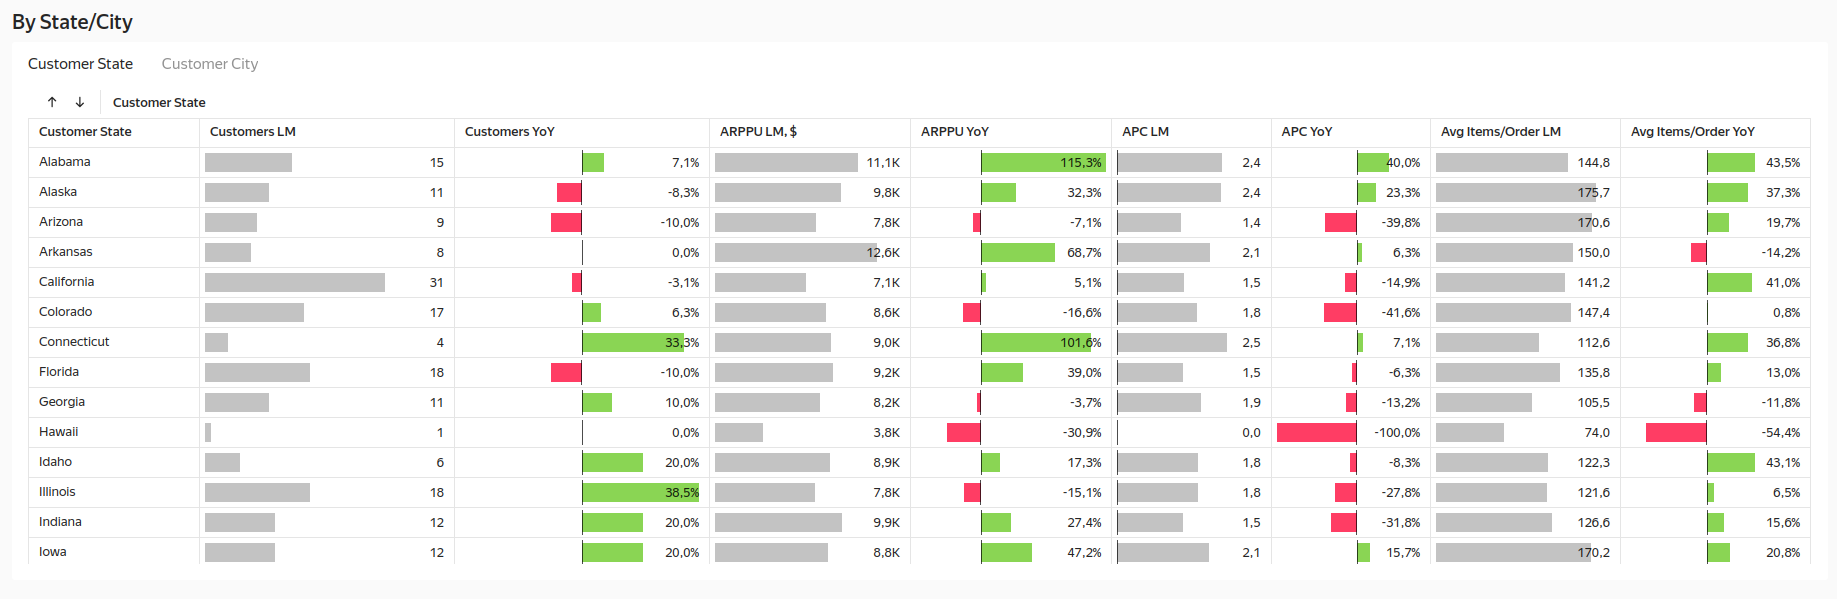 By State/City
Customer State Customer City
↑ ↓ Customer State
Customer State Customers LM Customers YoY ARPPU LM, $ ARPPU YoY APC LM APC YoY Avg Items/Order LM Avg Items/Order YoY
Alabama 15 7,1% 11,1K 115,3% 2,4 40,0% 144,8 43,5%
Alaska 11 -8,3% 9,8K 32,3% 2,4 23,3% 175,7 37,3%
Arizona 9 -10,0% 7,8K -7,1% 1,4 -39,8% 170,6 19,7%
Arkansas 8 0,0% 12,6K 68,7% 2,1 6,3% 150,0 -14,2%
California 31 -3,1% 7,1K 5,1% 1,5 -14,9% 141,2 41,0%
Colorado 17 6,3% 8,6K -16,6% 1,8 -41,6% 147,4 0,8%
Connecticut 4 33,3% 9,0K 101,6% 2,5 7,1% 112,6 36,8%
Florida 18 -10,0% 9,2K 39,0% 1,5 -6,3% 135,8 13,0%
Georgia 11 10,0% 8,2K -3,7% 1,9 -13,2% 105,5 -11,8%
Hawaii 1 0,0% 3,8K -30,9% 0,0 -100,0% 74,0 -54,4%
Idaho 6 20,0% 8,9K 17,3% 1,8 -8,3% 122,3 43,1%
Illinois 18 38,5% 7,8K -15,1% 1,8 -27,8% 121,6 6,5%
Indiana 12 20,0% 9,9K 27,4% 1,5 -31,8% 126,6 15,6%
Iowa 12 20,0% 8,8K 47,2% 2,1 15,7% 170,2 20,8%